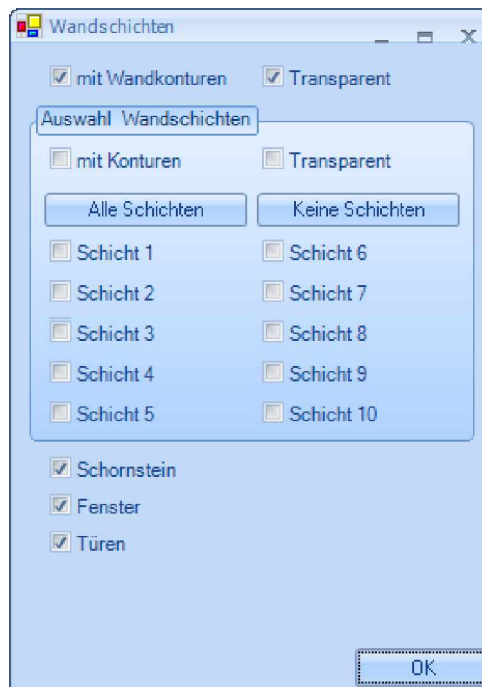 Wandschichten
mit Wandkonturen Transparent
Auswahl Wandschichten
mit Konturen Transparent
Alle Schichten Keine Schichten
Schicht 1 Schicht 6
Schicht 2 Schicht 7
Schicht 3 Schicht 8
Schicht 4 Schicht 9
Schicht 5 Schicht 10
Schornstein
Fenster
Türen
OK